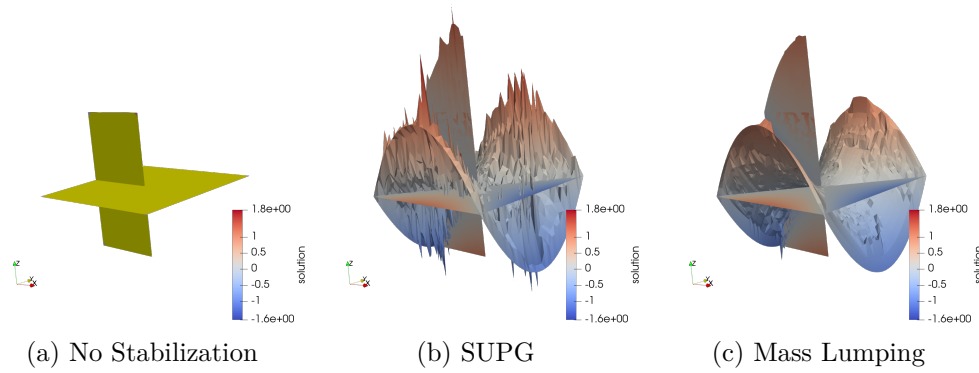 1.8e+00
1
0.5
0
-0.5
-1
-1.6e+00
solution
Z
Y
X
(a) No Stabilization
1.8e+00
1
0.5
0
-0.5
-1
-1.6e+00
solution
Z
Y
X
(b) SUPG
1.8e+00
1
0.5
0
-0.5
-1
-1.6e+00
solution
Z
Y
X
(c) Mass Lumping